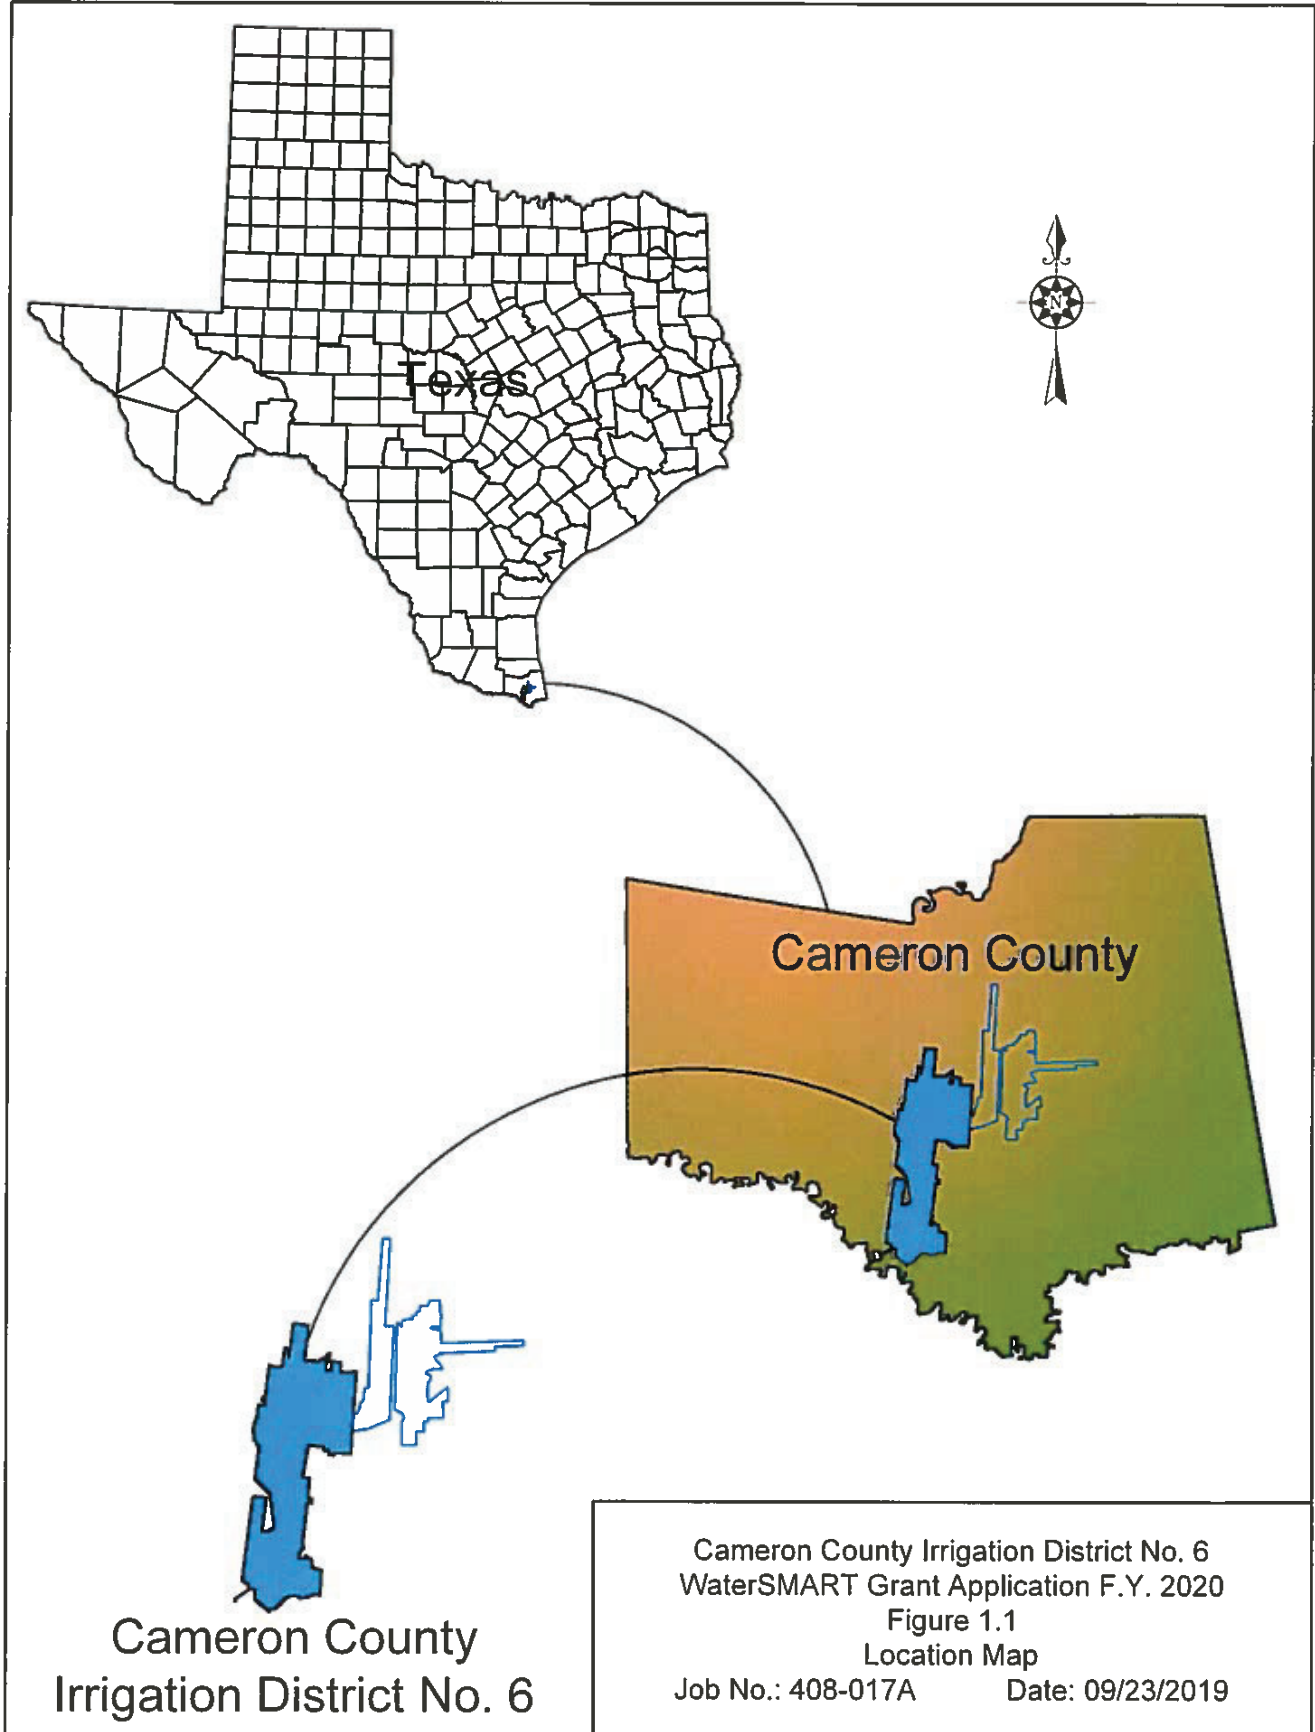 Texas
N
Cameron County
Cameron County
Irrigation District No. 6
Cameron County Irrigation District No. 6
WaterSMART Grant Application F.Y. 2020
Figure 1.1
Location Map
Job No.: 408-017A Date: 09/23/2019